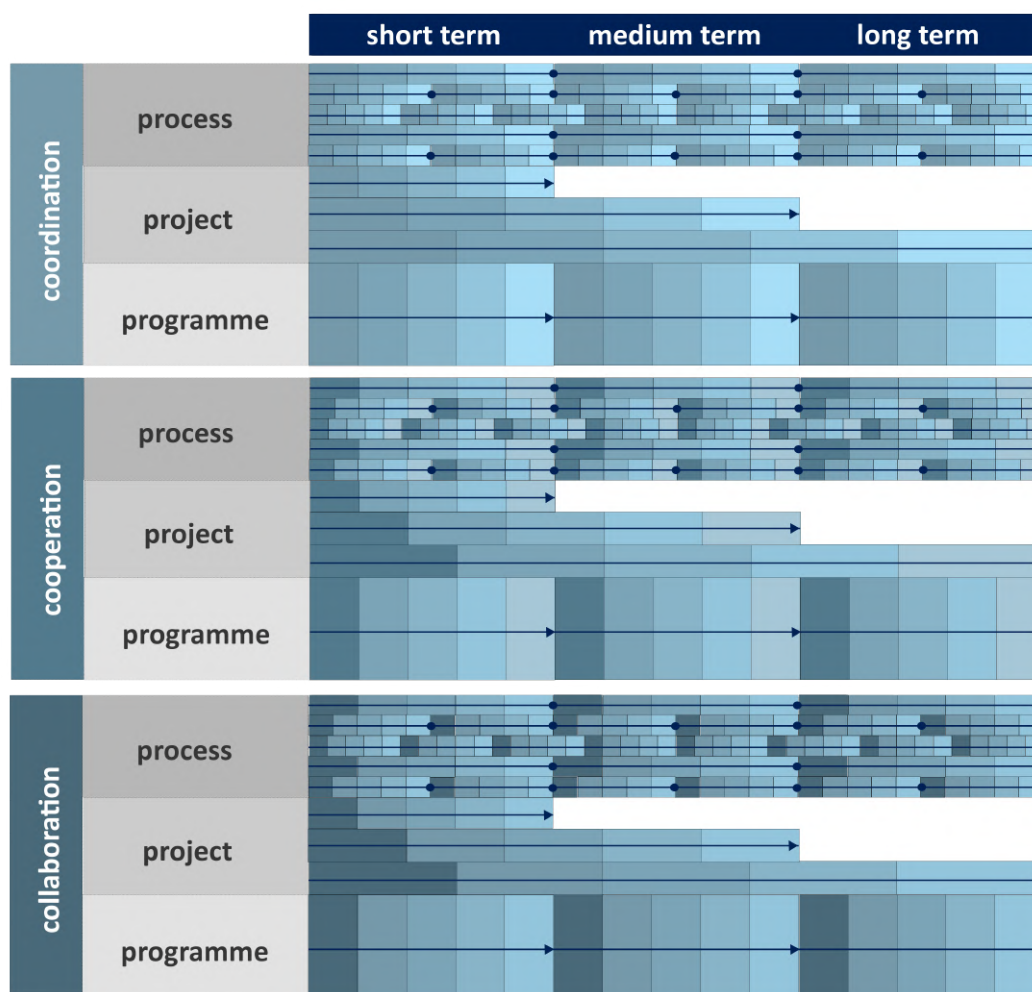 short term medium term long term
coordination
process
project
programme
cooperation
process
project
programme
collaboration
process
project
programme